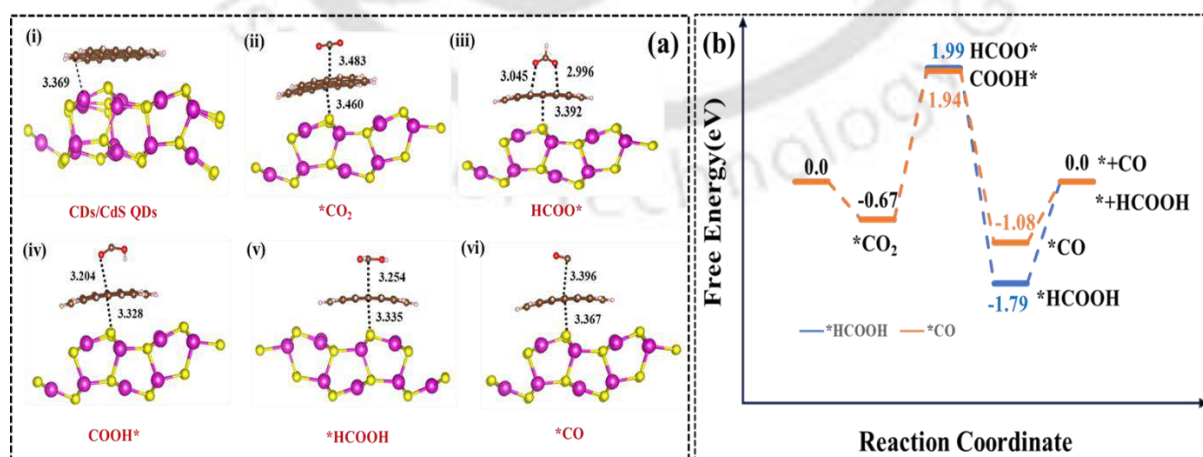 (a)
(i)
3.369
CDs/CdS QDs
(ii)
3.483
3.460
*CO₂
(iii)
3.045
2.996
3.392
HCOO*
(iv)
3.204
3.328
COOH*
(v)
3.254
3.335
*HCOOH
(vi)
3.396
3.367
*CO
(b)
Free Energy(eV)
0.0
-0.67
*CO₂
1.99 HCOO*
COOH*
1.94
-1.08
*CO
-1.79
*HCOOH
0.0 *+CO
*+HCOOH
*HCOOH
*CO
Reaction Coordinate
Technology G